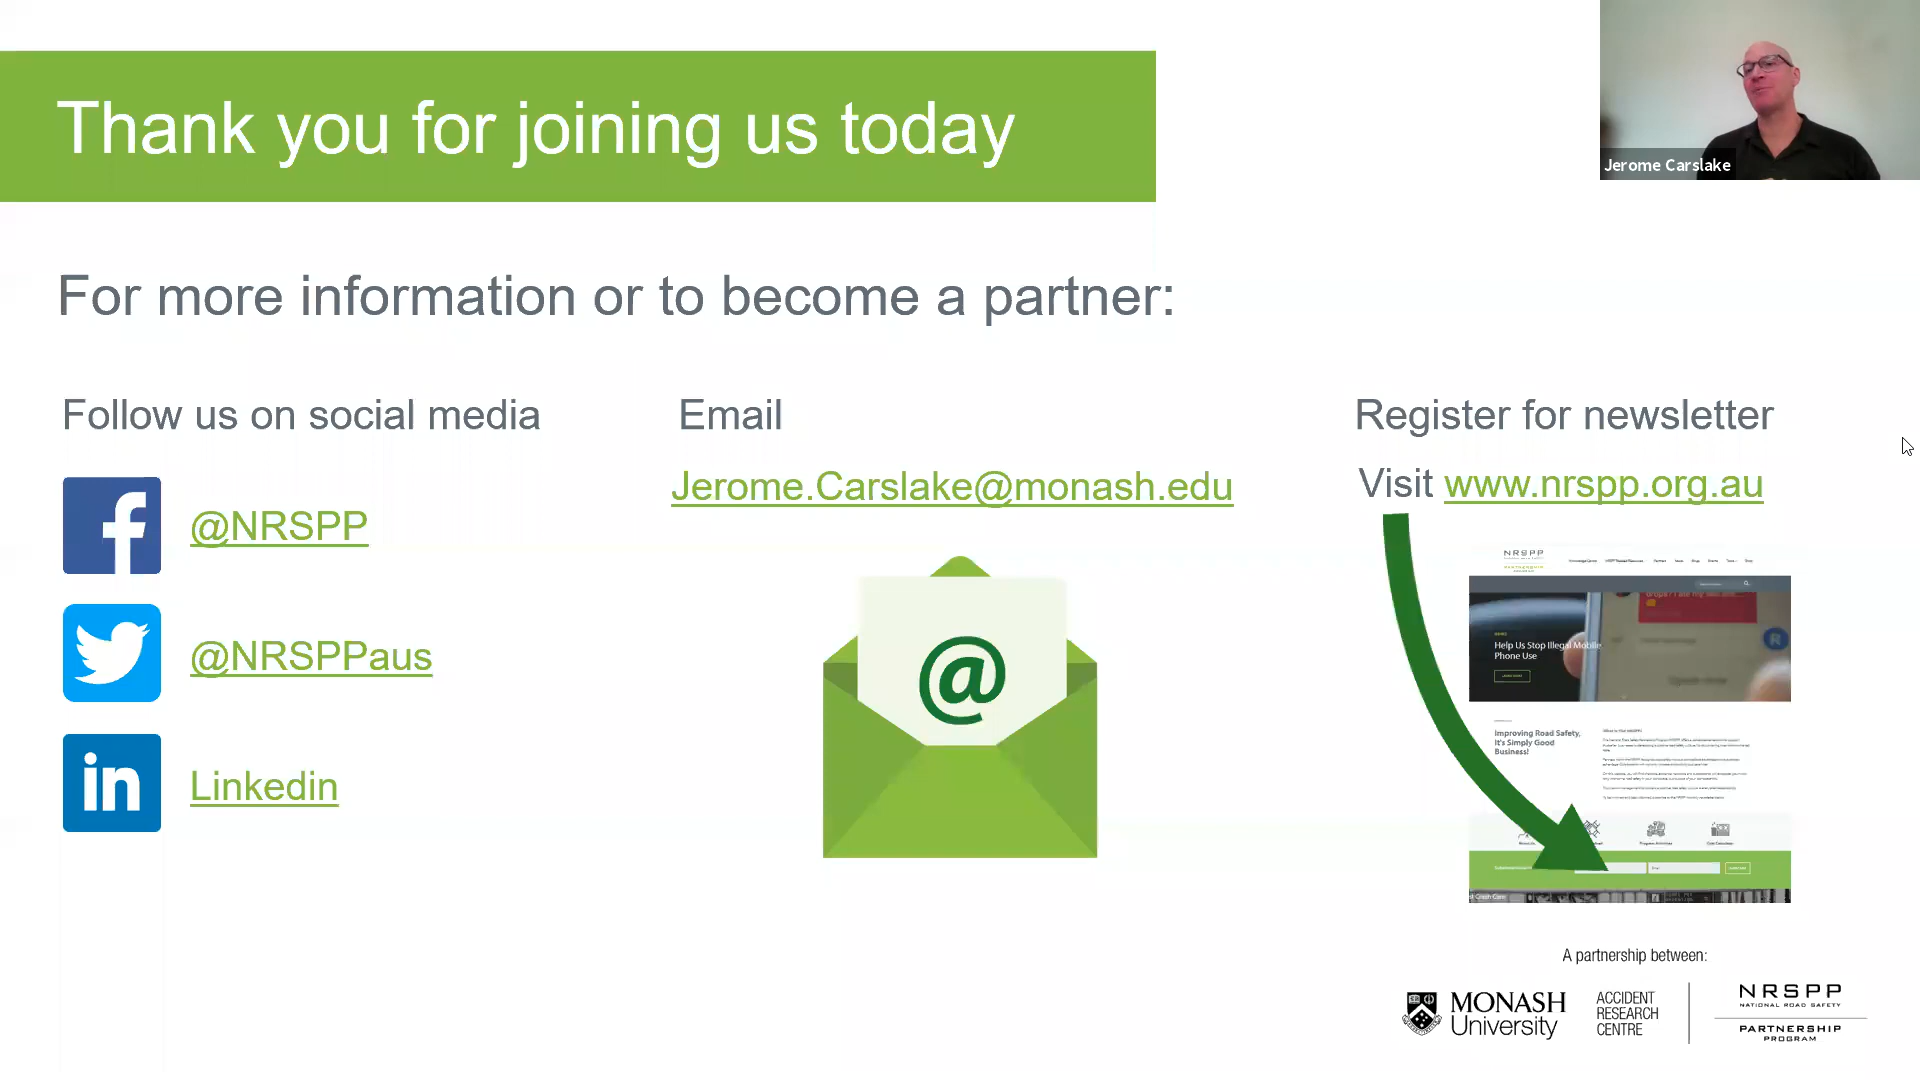 Thank you for joining us today
Jerome Carslake
For more information or to become a partner:
Follow us on social media
@NRSPP
@NRSPPaus
Linkedin
Email
Jerome.Carslake@monash.edu
@
Register for newsletter
Visit www.nrspp.org.au
NRSPP
Help Us Stop Illegal Mobile
Phone Use
Improving Road Safety,
It's Simply Good
Business!
A partnership between:
MONASH
University
ACCIDENT
RESEARCH
CENTRE
NRSPP
NATIONAL ROAD SAFETY
PARTNERSHIP
PROGRAM